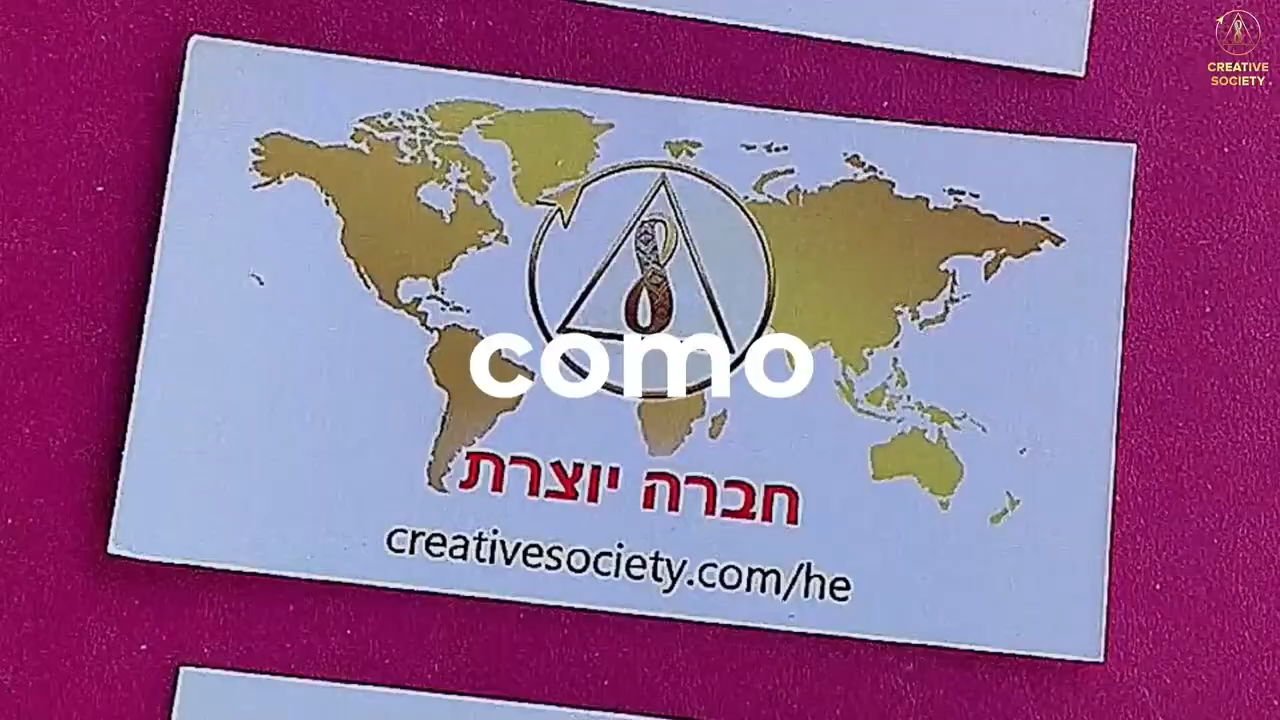 CREATIVE
SOCIETY
como
חברה יוצרת
creativesociety.com/he